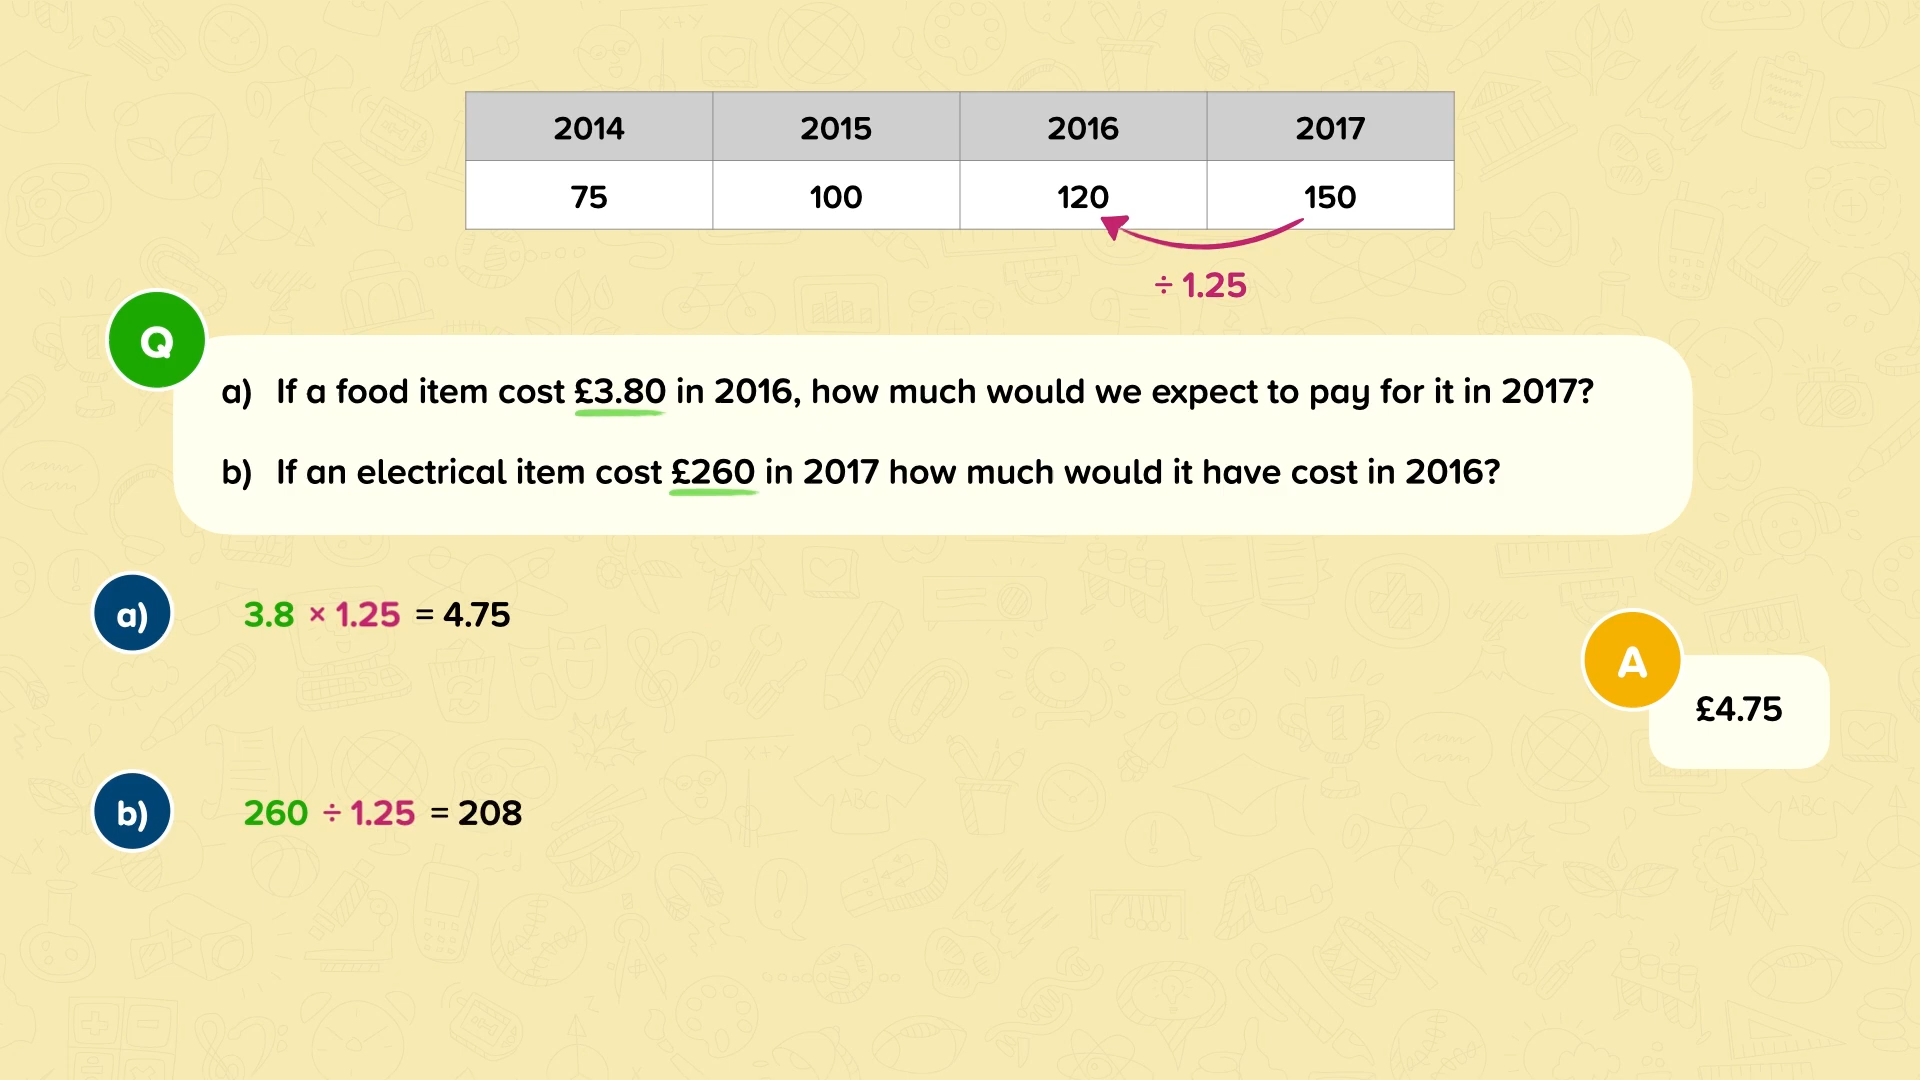 2014 2015 2016 2017
75 100 120 150
÷ 1.25
Q
a) If a food item cost £3.80 in 2016, how much would we expect to pay for it in 2017?
b) If an electrical item cost £260 in 2017 how much would it have cost in 2016?
a) 3.8 × 1.25 = 4.75
A
£4.75
b) 260 ÷ 1.25 = 208